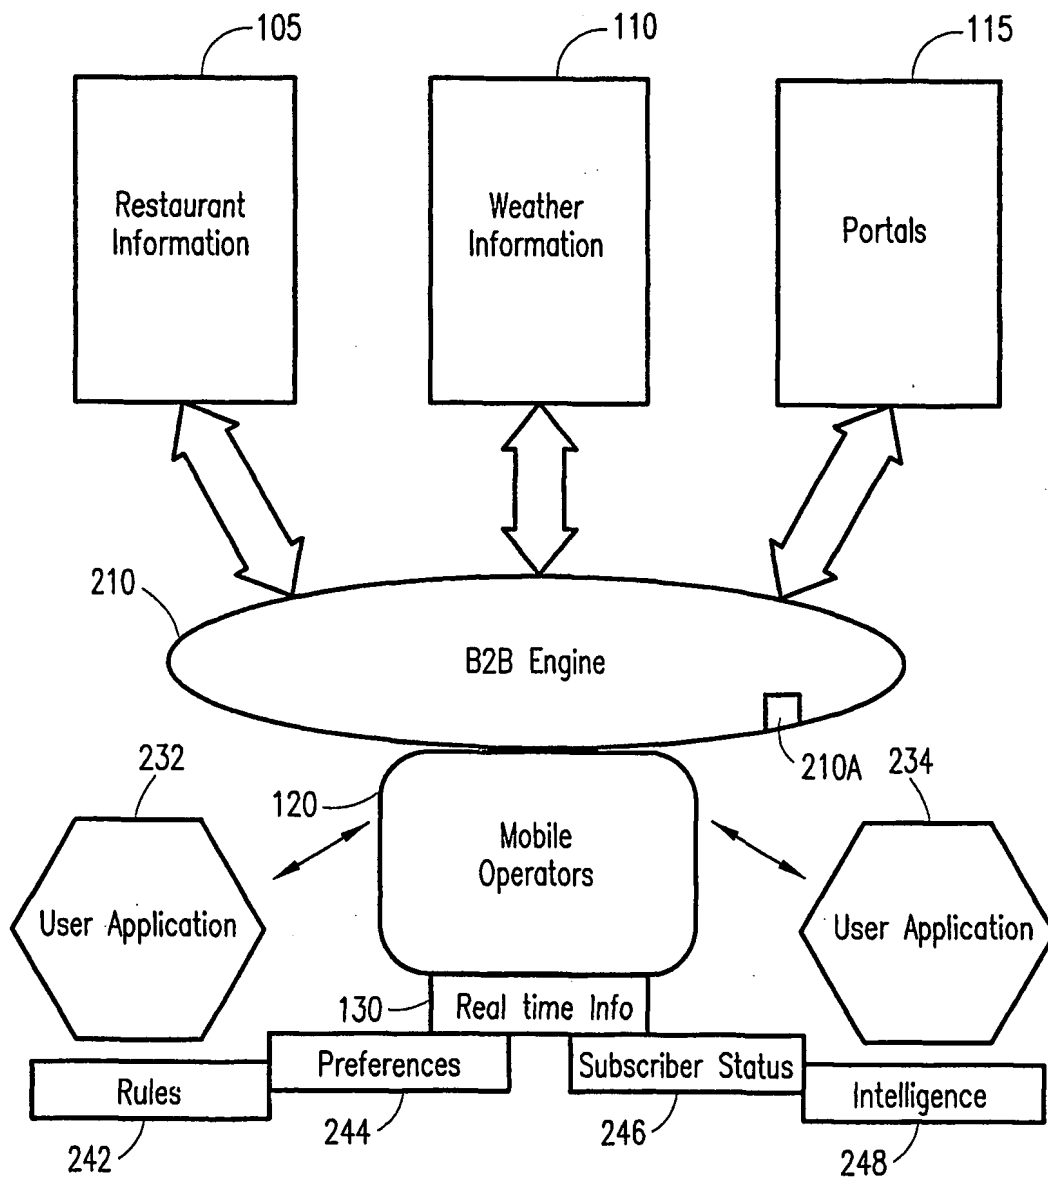 105
110
115
Restaurant
Information
Weather
Information
Portals
210
B2B Engine
210A
232
120
234
Mobile
Operators
User Application
User Application
130
Real time Info
Preferences
Subscriber Status
Rules
Intelligence
242
244
246
248